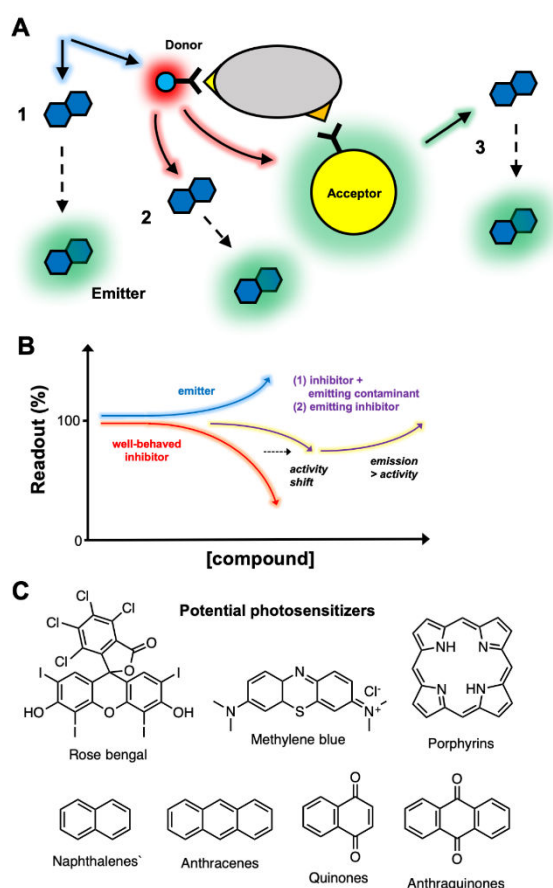 A
Donor
1
2
3
Acceptor
Emitter
B
Readout (%)
100
0
emitter
(1) inhibitor +
emitting contaminant
(2) emitting inhibitor
well-behaved
inhibitor
activity
shift
emission
> activity
[compound]
C
Potential photosensitizers
Cl
Cl
Cl
Cl
O
O
I
I
HO
O
OH
I
I
Rose bengal
N
Cl-
N
S
N+
Methylene blue
NH
N
N
HN
Porphyrins
Naphthalenes`
Anthracenes
O
O
Quinones
O
O
Anthraquinones